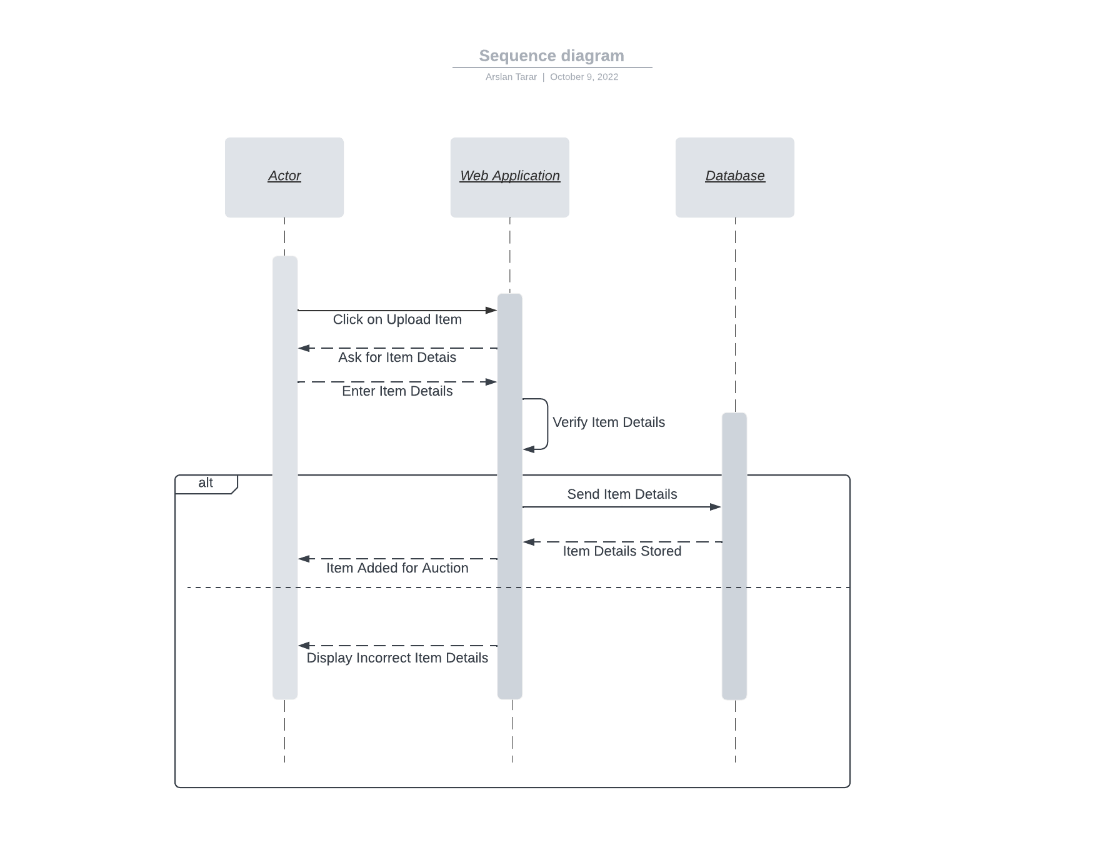 Sequence diagram
Arslan Tarar | October 9, 2022
Actor
Web Application
Database
Click on Upload Item
Ask for Item Detais
Enter Item Details
Verify Item Details
alt
Send Item Details
Item Details Stored
Item Added for Auction
Display Incorrect Item Details